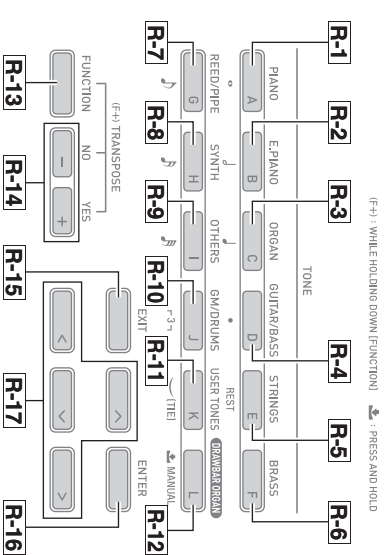 (F+) : WHILE HOLDING DOWN [FUNCTION] : PRESS AND HOLD
R-1 R-2 R-3 R-4 R-5 R-6
TONE
PIANO E.PIANO ORGAN GUITAR/BASS STRINGS BRASS
A B C D E F
REST
REED/PIPE SYNTH OTHERS GM/DRUMS USER TONES DRAWBAR ORGAN
G H I J K L
3 (TIE) MANUAL
R-7 R-8 R-9 R-10 R-11 R-12
(F+) TRANSPOSE
FUNCTION NO YES EXIT ENTER
− +
< ∨ ∧ >
R-13 R-14 R-15 R-17 R-16